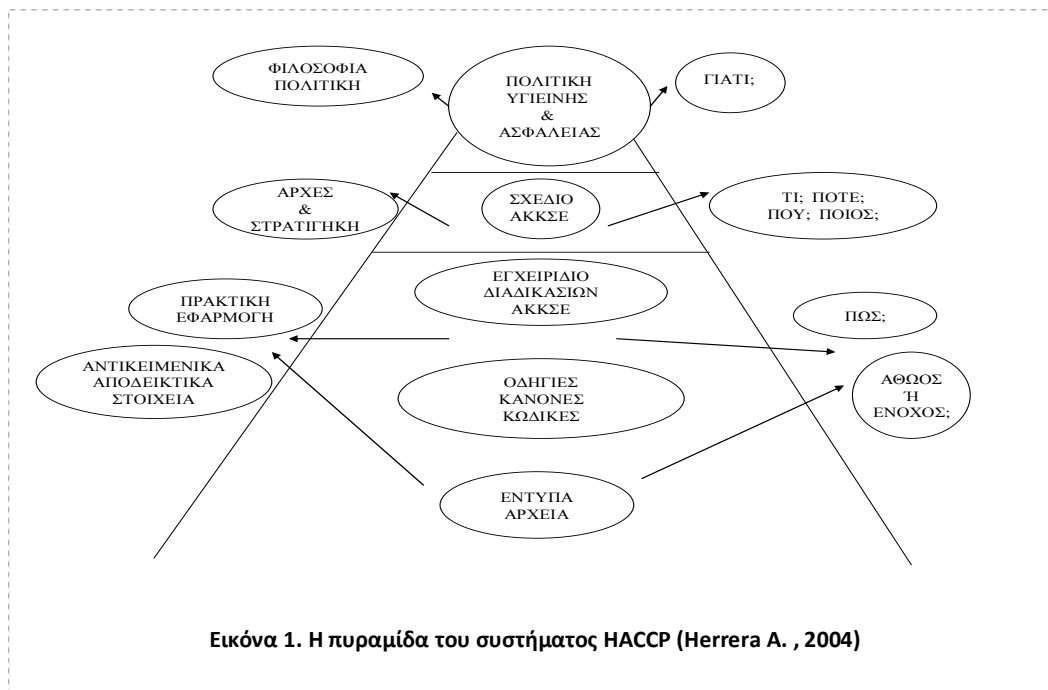 ΦΙΛΟΣΟΦΙΑ
ΠΟΛΙΤΙΚΗ
ΠΟΛΙΤΙΚΗ
ΥΓΙΕΙΝΗΣ
&
ΑΣΦΑΛΕΙΑΣ
ΓΙΑΤΙ;
ΑΡΧΕΣ
&
ΣΤΡΑΤΙΓΗΚΗ
ΣΧΕΔΙΟ
ΑΚΚΣΕ
ΤΙ; ΠΟΤΕ;
ΠΟΥ; ΠΟΙΟΣ;
ΕΓΧΕΙΡΙΔΙΟ
ΔΙΑΔΙΚΑΣΙΩΝ
ΑΚΚΣΕ
ΠΡΑΚΤΙΚΗ
ΕΦΑΡΜΟΓΗ
ΠΩΣ;
ΑΝΤΙΚΕΙΜΕΝΙΚΑ
ΑΠΟΔΕΙΚΤΙΚΑ
ΣΤΟΙΧΕΙΑ
ΟΔΗΓΙΕΣ
ΚΑΝΟΝΕΣ
ΚΩΔΙΚΕΣ
ΑΘΩΟΣ
Ή
ΕΝΟΧΟΣ;
ΕΝΤΥΠΑ
ΑΡΧΕΙΑ
Εικόνα 1. Η πυραμίδα του συστήματος HACCP (Herrera A. , 2004)